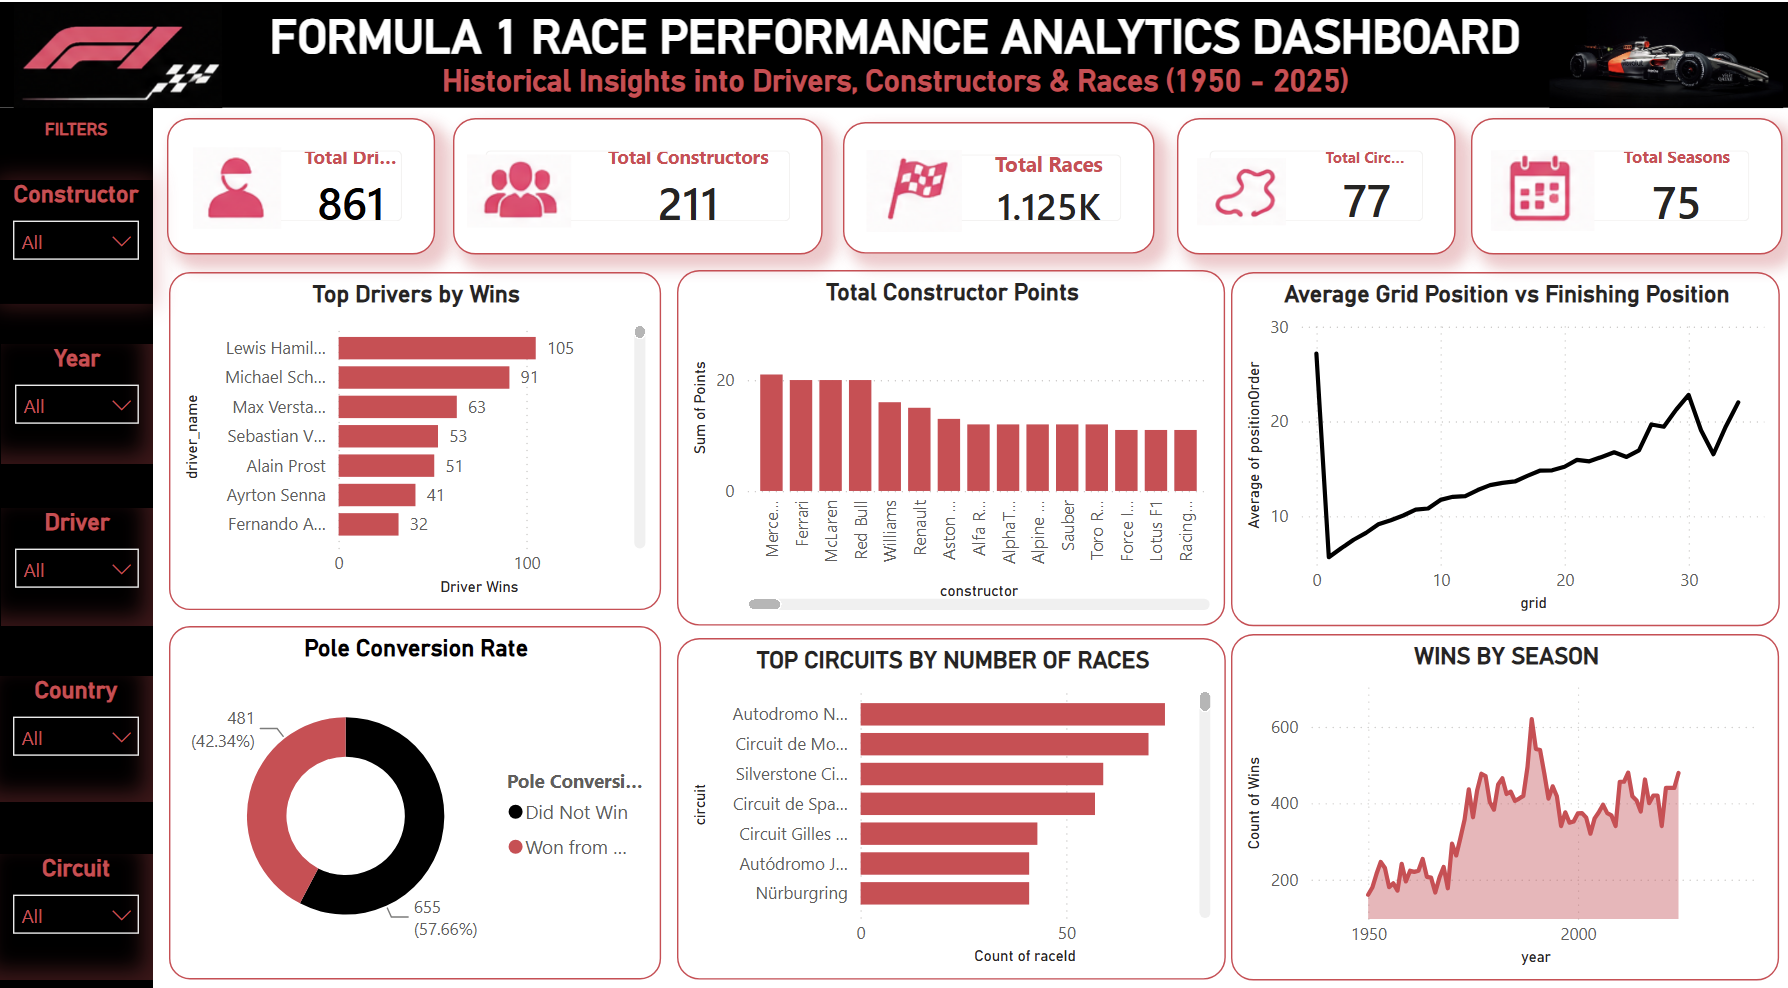 F1
FORMULA 1 RACE PERFORMANCE ANALYTICS DASHBOARD
Historical Insights into Drivers, Constructors & Races (1950 - 2025)
FILTERS
Constructor
All
Year
All
Driver
All
Country
All
Circuit
All
Total Dri...
861
Total Constructors
211
Total Races
1.125K
Total Circ...
77
Total Seasons
75
Top Drivers by Wins
driver_name
Lewis Hamil...
105
Michael Sch...
91
Max Versta...
63
Sebastian V...
53
Alain Prost
51
Ayrton Senna
41
Fernando A...
32
0
100
Driver Wins
Total Constructor Points
Sum of Points
20
0
Merce...
Ferrari
McLaren
Red Bull
Williams
Renault
Aston ...
Alfa R...
AlphaT...
Alpine ...
Sauber
Toro R...
Force I...
Lotus F1
Racing...
constructor
Average Grid Position vs Finishing Position
Average of positionOrder
30
20
10
0
10
20
30
grid
Pole Conversion Rate
481
(42.34%)
655
(57.66%)
Pole Conversi...
Did Not Win
Won from ...
TOP CIRCUITS BY NUMBER OF RACES
circuit
Autodromo N...
Circuit de Mo...
Silverstone Ci...
Circuit de Spa...
Circuit Gilles ...
Autódromo J...
Nürburgring
0
50
Count of raceId
WINS BY SEASON
Count of Wins
600
400
200
1950
2000
year